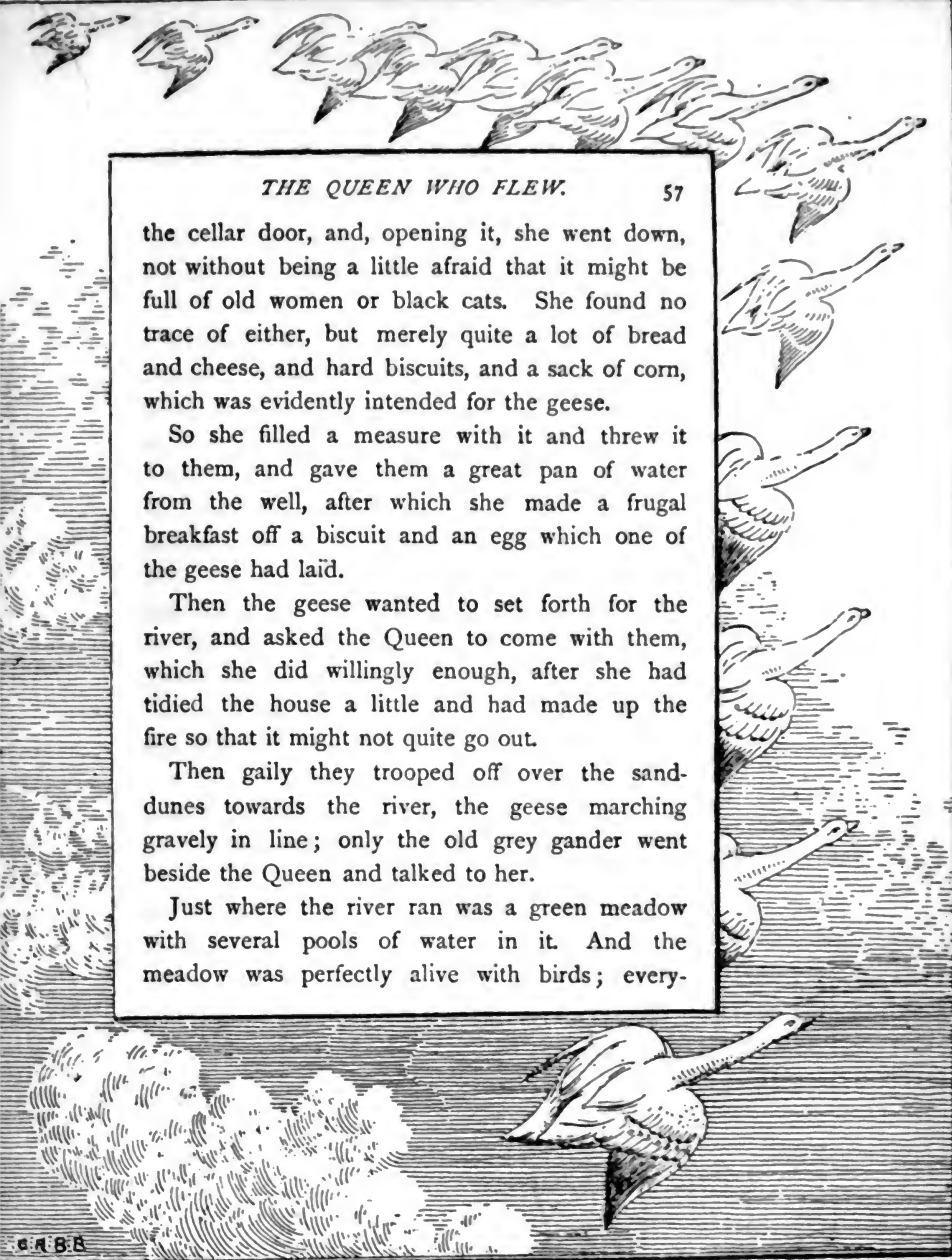 THE QUEEN WHO FLEW. 57
the cellar door, and, opening it, she went down,
not without being a little afraid that it might be
full of old women or black cats. She found no
trace of either, but merely quite a lot of bread
and cheese, and hard biscuits, and a sack of corn,
which was evidently intended for the geese.
So she filled a measure with it and threw it
to them, and gave them a great pan of water
from the well, after which she made a frugal
breakfast off a biscuit and an egg which one of
the geese had laid.
Then the geese wanted to set forth for the
river, and asked the Queen to come with them,
which she did willingly enough, after she had
tidied the house a little and had made up the
fire so that it might not quite go out.
Then gaily they trooped off over the sand-
dunes towards the river, the geese marching
gravely in line; only the old grey gander went
beside the Queen and talked to her.
Just where the river ran was a green meadow
with several pools of water in it. And the
meadow was perfectly alive with birds; every-